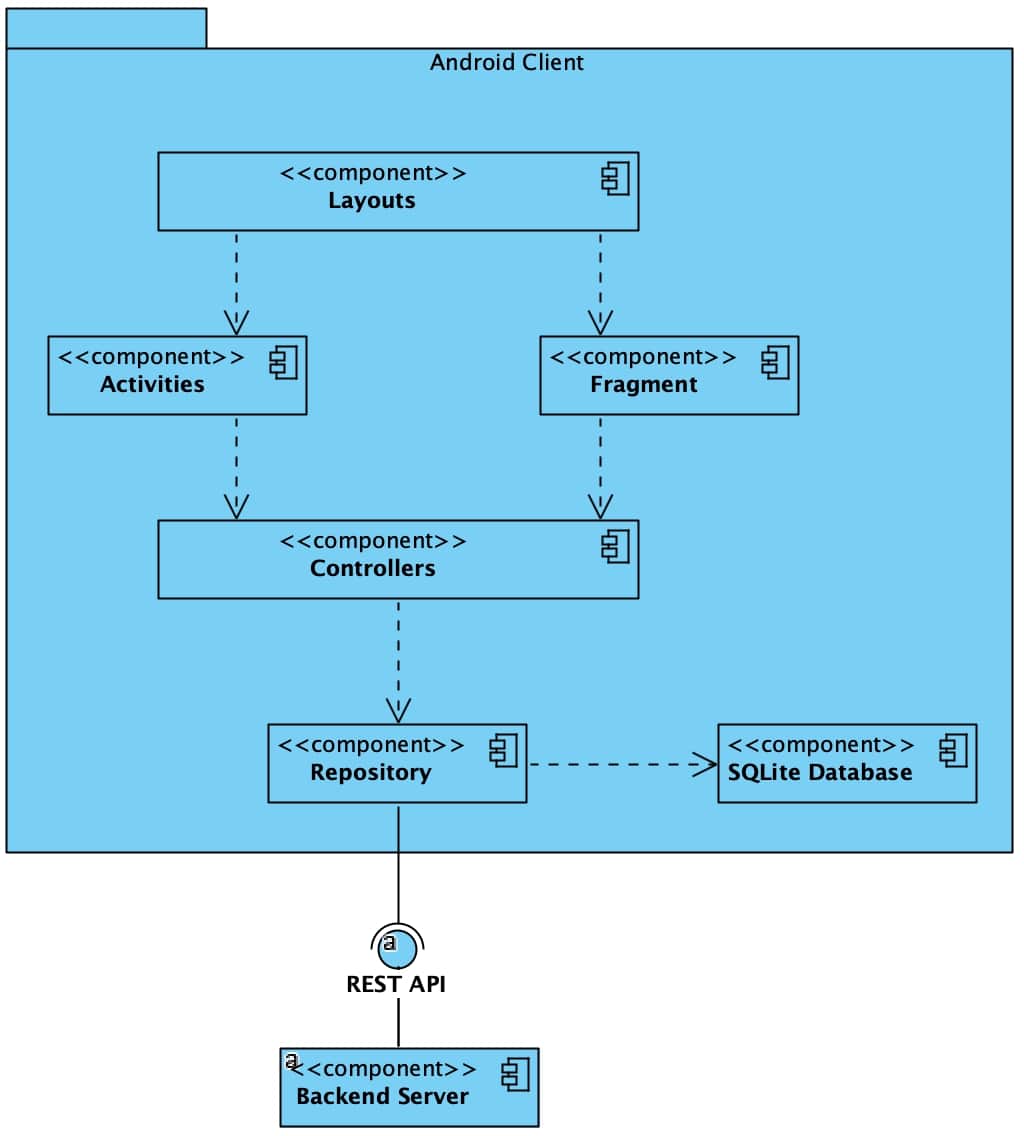 Android Client
<<component>>
Layouts
<<component>>
Activities
<<component>>
Fragment
<<component>>
Controllers
<<component>>
Repository
<<component>>
SQLite Database
a
REST API
a
<<component>>
Backend Server